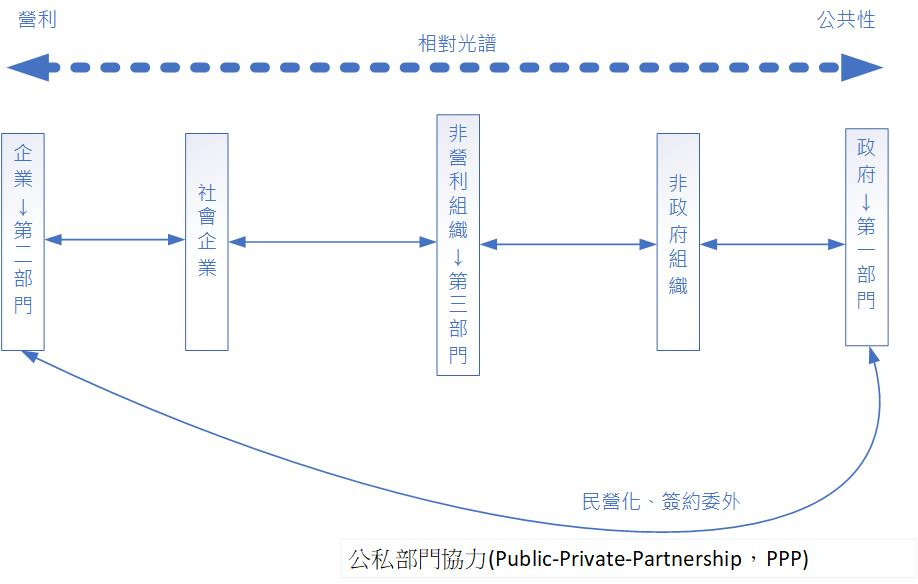 營利
公共性
相對光譜
企業↓第二部門
社會企業
非營利組織↓第三部門
非政府組織
政府↓第一部門
民營化、簽約委外
公私部門協力(Public-Private-Partnership，PPP)